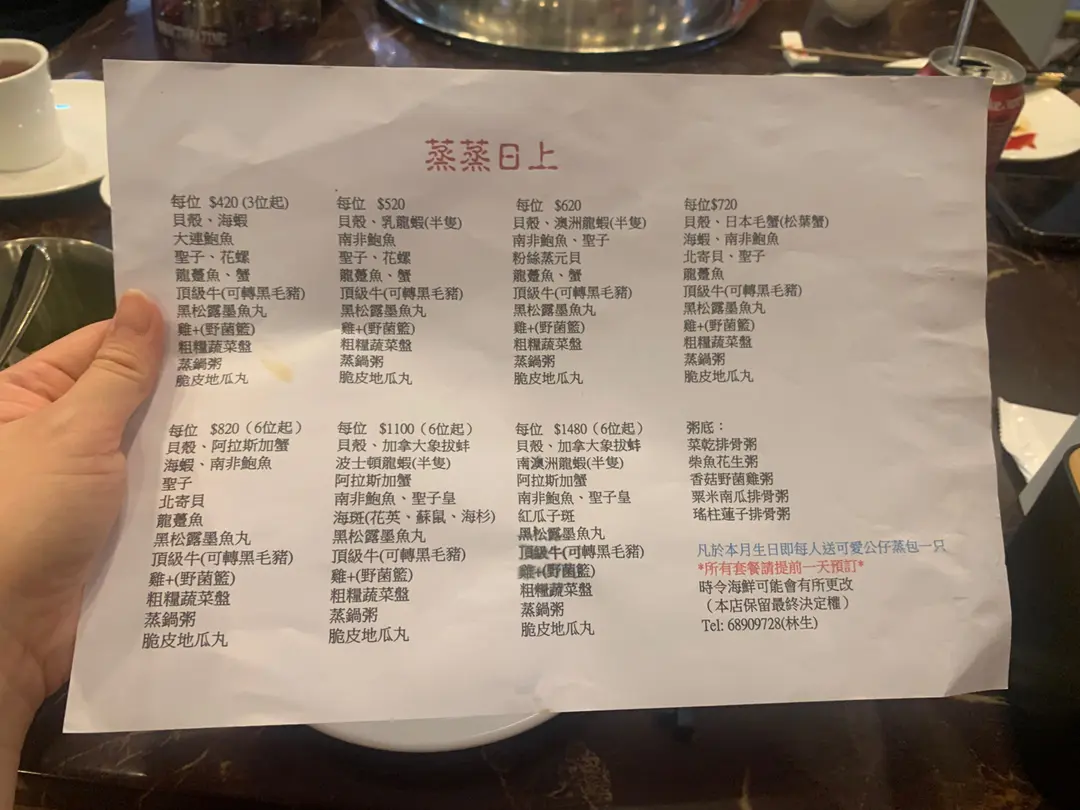 蒸蒸日上
每位 $420 (3位起)
貝殼、海蝦
大連鮑魚
聖子、花螺
龍躉魚、蟹
頂級牛(可轉黑毛豬)
黑松露墨魚丸
雞+(野菌籃)
粗糧蔬菜盤
蒸鍋粥
脆皮地瓜丸
每位 $520
貝殼、乳龍蝦(半隻)
南非鮑魚
聖子、花螺
龍躉魚、蟹
頂級牛(可轉黑毛豬)
黑松露墨魚丸
雞+(野菌籃)
粗糧蔬菜盤
蒸鍋粥
脆皮地瓜丸
每位 $620
貝殼、澳洲龍蝦(半隻)
南非鮑魚、聖子
粉絲蒸元貝
龍躉魚、蟹
頂級牛(可轉黑毛豬)
黑松露墨魚丸
雞+(野菌籃)
粗糧蔬菜盤
蒸鍋粥
脆皮地瓜丸
每位$720
貝殼、日本毛蟹(松葉蟹)
海蝦、南非鮑魚
北寄貝、聖子
龍躉魚
頂級牛(可轉黑毛豬)
黑松露墨魚丸
雞+(野菌籃)
粗糧蔬菜盤
蒸鍋粥
脆皮地瓜丸
每位 $820（6位起）
貝殼、阿拉斯加蟹
海蝦、南非鮑魚
聖子
北寄貝
龍躉魚
黑松露墨魚丸
頂級牛(可轉黑毛豬)
雞+(野菌籃)
粗糧蔬菜盤
蒸鍋粥
脆皮地瓜丸
每位 $1100（6位起）
貝殼、加拿大象拔蚌
波士頓龍蝦(半隻)
阿拉斯加蟹
南非鮑魚、聖子皇
海斑(花英、蘇鼠、海杉)
黑松露墨魚丸
頂級牛(可轉黑毛豬)
雞+(野菌籃)
粗糧蔬菜盤
蒸鍋粥
脆皮地瓜丸
每位 $1480（6位起）
貝殼、加拿大象拔蚌
南澳洲龍蝦(半隻)
阿拉斯加蟹
南非鮑魚、聖子皇
紅瓜子斑
黑松露墨魚丸
頂級牛(可轉黑毛豬)
雞+(野菌籃)
粗糧蔬菜盤
蒸鍋粥
脆皮地瓜丸
粥底：
菜乾排骨粥
柴魚花生粥
香菇野菌雞粥
粟米南瓜排骨粥
瑤柱蓮子排骨粥
凡於本月生日即每人送可愛公仔蒸包一只
*所有套餐請提前一天預訂*
時令海鮮可能會有所更改
（本店保留最終決定權）
Tel: 68909728(林生)